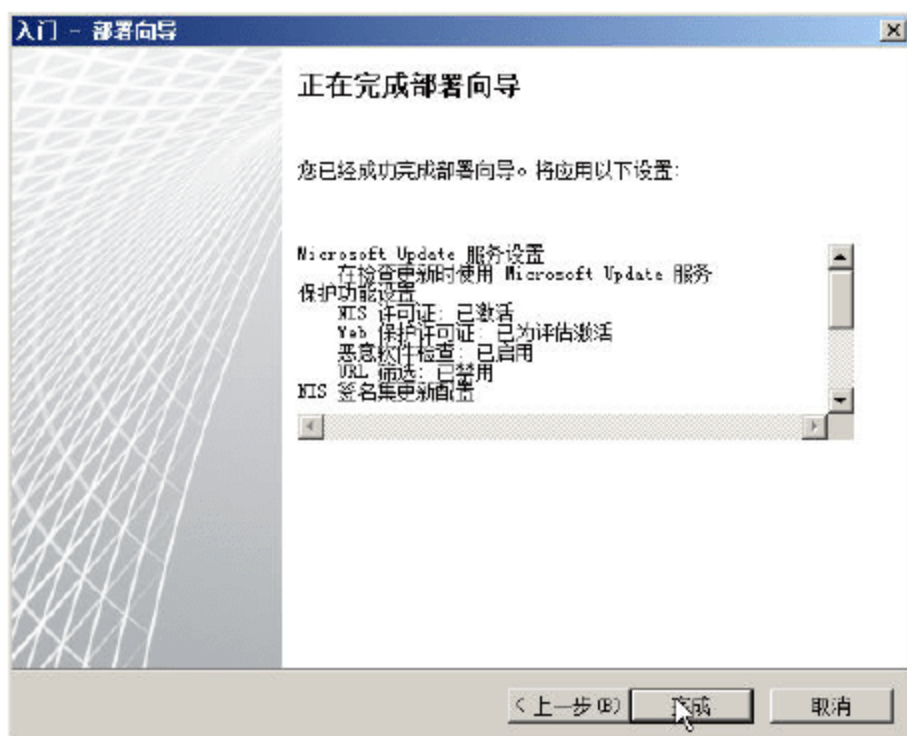 入门 - 部署向导
正在完成部署向导
您已经成功完成部署向导。将应用以下设置:
Microsoft Update 服务设置
在检查更新时使用 Microsoft Update 服务
保护功能设置
NIS 许可证: 已激活
Web 保护许可证: 已为评估激活
恶意软件检查: 已启用
URL 筛选: 已禁用
NIS 签名集更新配置
< 上一步(B) 完成 取消